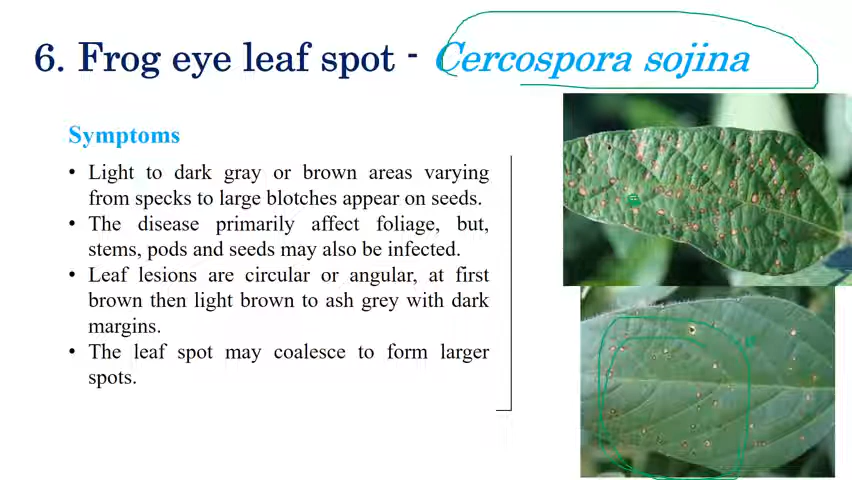 6. Frog eye leaf spot - Cercospora sojina
Symptoms
• Light to dark gray or brown areas varying
from specks to large blotches appear on seeds.
• The disease primarily affect foliage, but,
stems, pods and seeds may also be infected.
• Leaf lesions are circular or angular, at first
brown then light brown to ash grey with dark
margins.
• The leaf spot may coalesce to form larger
spots.